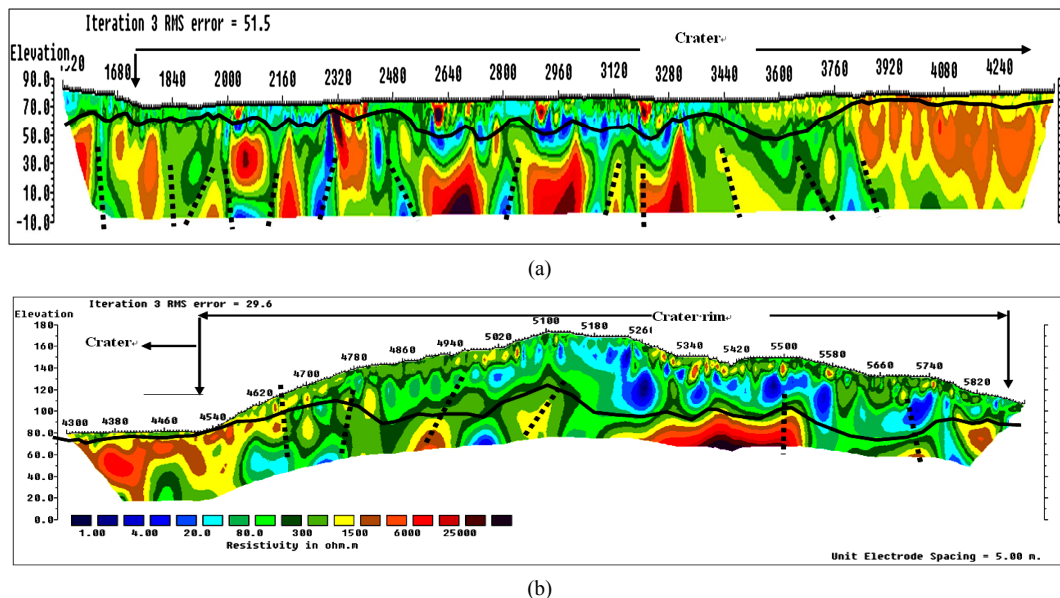 Iteration 3 RMS error = 51.5
Crater
Elevation
1680 1840 2000 2160 2320 2480 2640 2800 2960 3120 3280 3440 3600 3760 3920 4080 4240
90.0
70.0
50.0
30.0
10.0
-10.0
(a)
Iteration 3 RMS error = 29.6
Elevation
Crater rim
Crater
180
160
140
120
100
80.0
60.0
40.0
20.0
0.0
4300 4380 4460 4540 4620 4700 4780 4860 4940 5020 5100 5180 5260 5340 5420 5500 5580 5660 5740 5820
1.00 4.00 20.0 80.0 300 1500 6000 25000
Resistivity in ohm.m
Unit Electrode Spacing = 5.00 m.
(b)